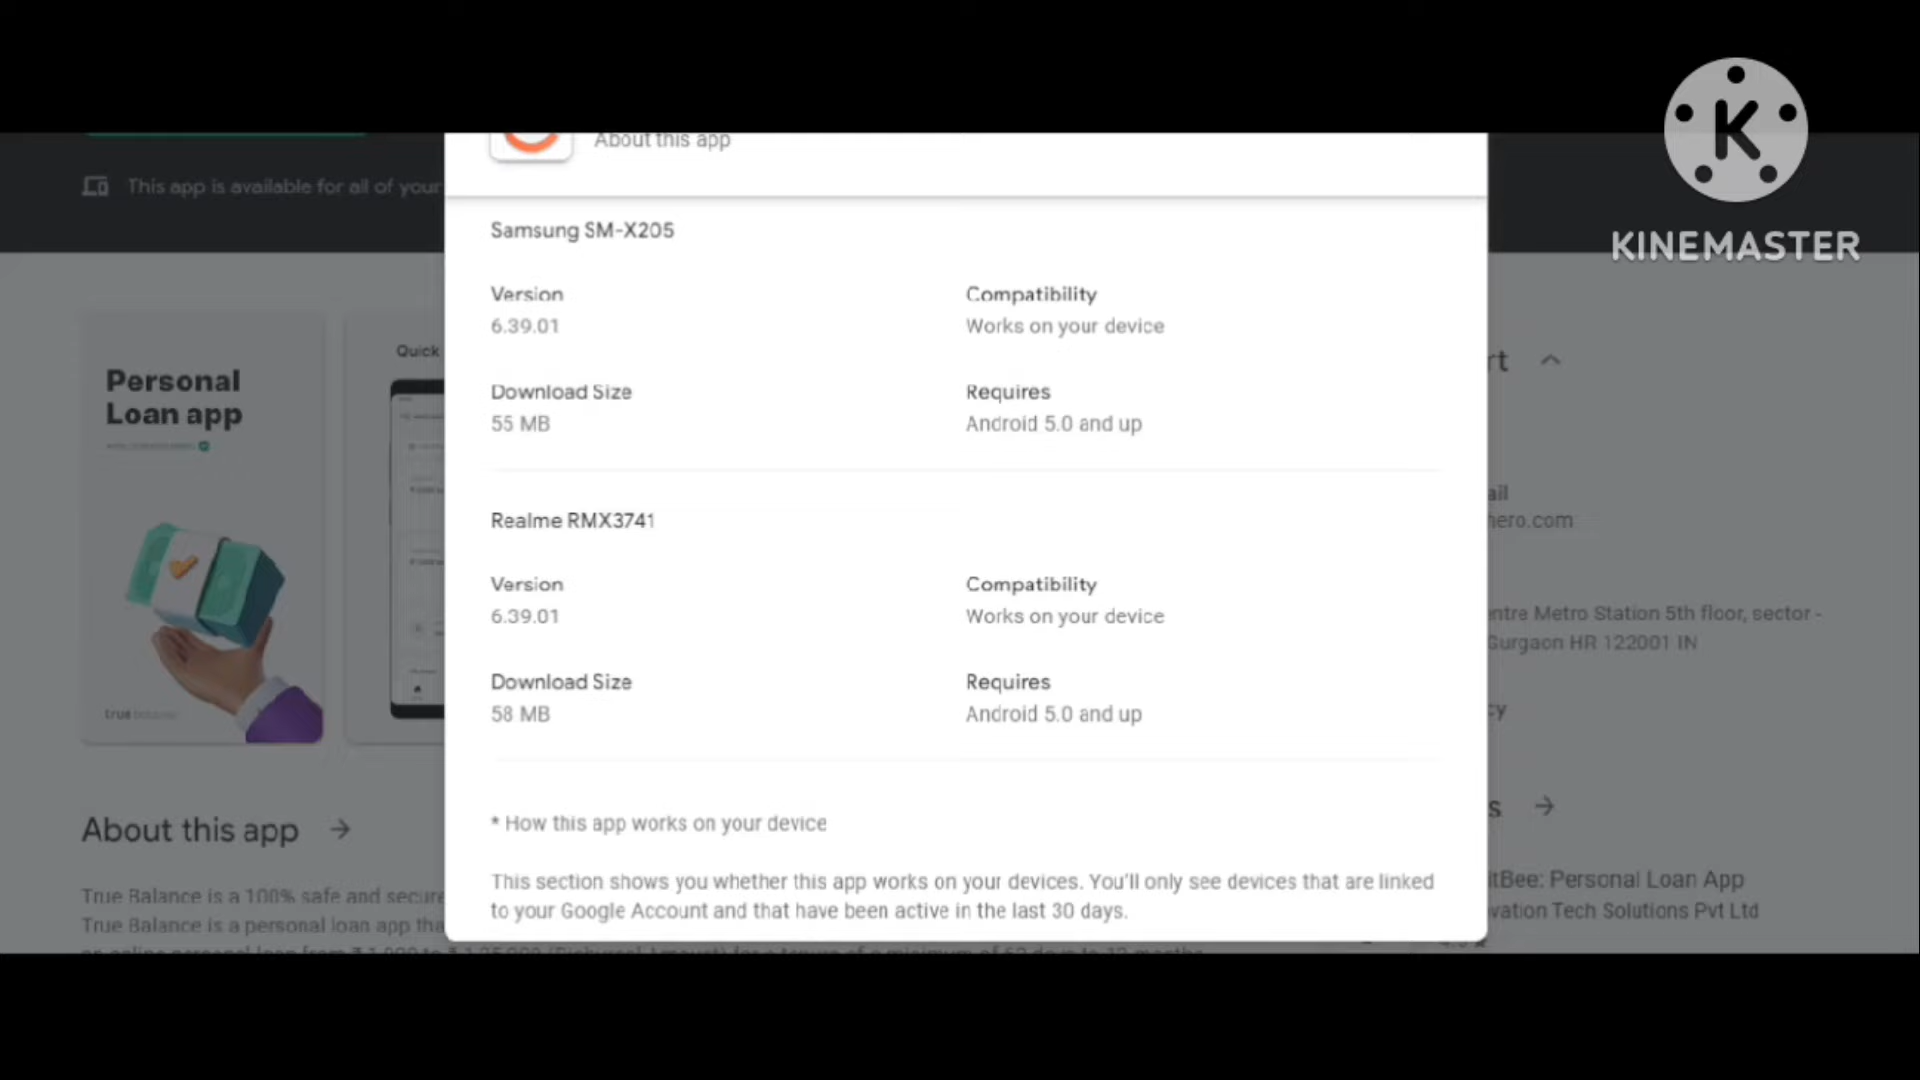 KINEMASTER
About this app
This app is available for all of your
Samsung SM-X205
Version
6.39.01
Compatibility
Works on your device
Download Size
55 MB
Requires
Android 5.0 and up
Realme RMX3741
Version
6.39.01
Compatibility
Works on your device
Download Size
58 MB
Requires
Android 5.0 and up
* How this app works on your device
This section shows you whether this app works on your devices. You'll only see devices that are linked
to your Google Account and that have been active in the last 30 days.
Personal
Loan app
true
Quick
About this app
True Balance is a 100% safe and secure
True Balance is a personal loan app tha
rt
ail
hero.com
entre Metro Station 5th floor, sector -
Gurgaon HR 122001 IN
cy
s
itBee: Personal Loan App
vation Tech Solutions Pvt Ltd